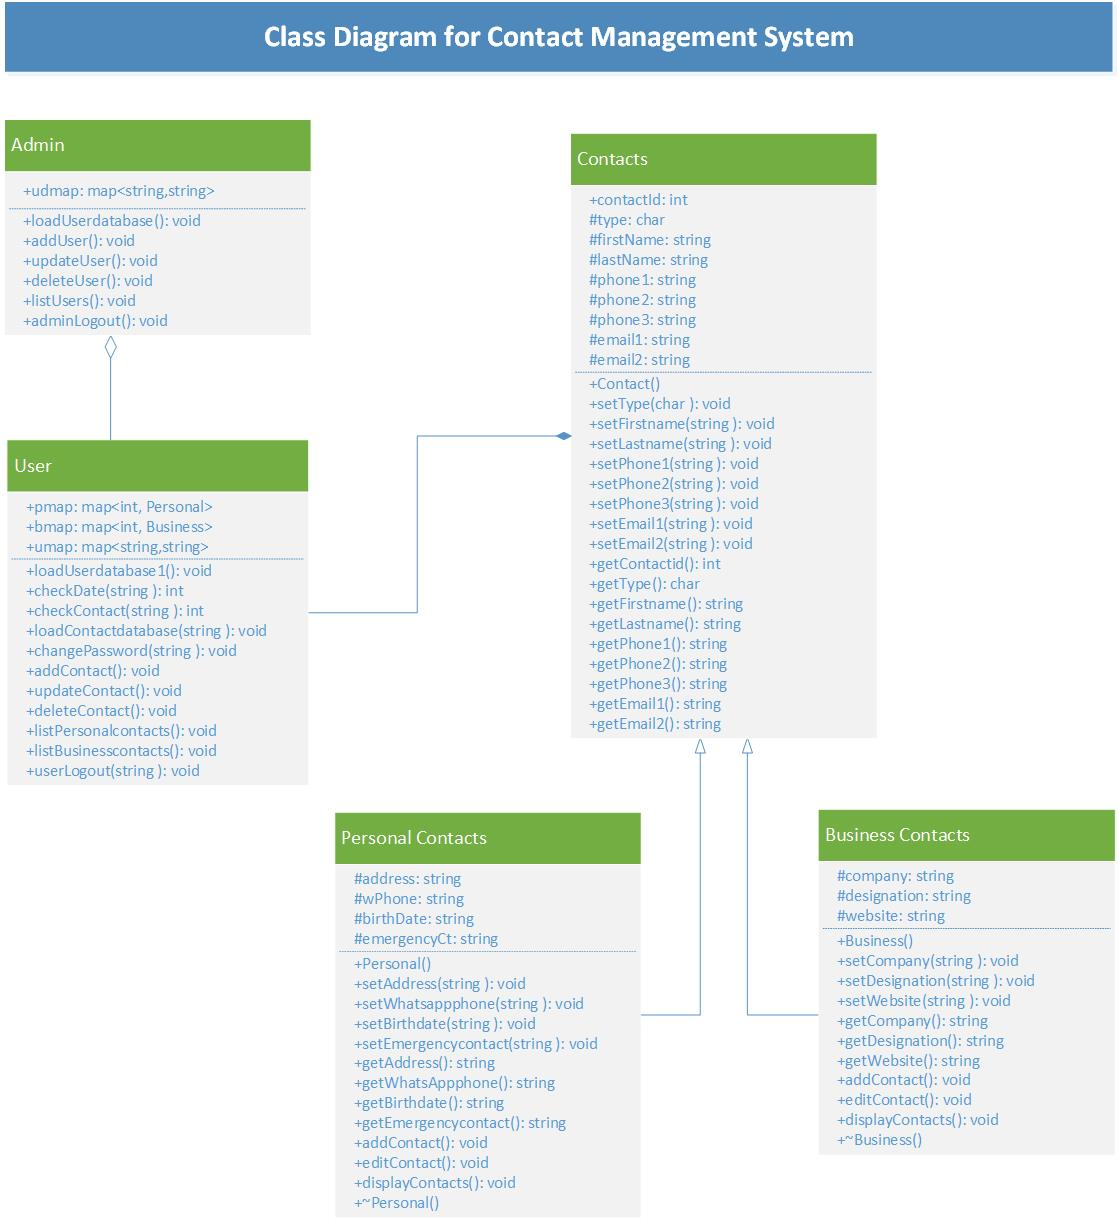 Class Diagram for Contact Management System
Admin
+udmap: map<string,string>
+loadUserdatabase(): void
+addUser(): void
+updateUser(): void
+deleteUser(): void
+listUsers(): void
+adminLogout(): void
User
+pmap: map<int, Personal>
+bmap: map<int, Business>
+umap: map<string,string>
+loadUserdatabase1(): void
+checkDate(string ): int
+checkContact(string ): int
+loadContactdatabase(string ): void
+changePassword(string ): void
+addContact(): void
+updateContact(): void
+deleteContact(): void
+listPersonalcontacts(): void
+listBusinesscontacts(): void
+userLogout(string ): void
Contacts
+contactId: int
#type: char
#firstName: string
#lastName: string
#phone1: string
#phone2: string
#phone3: string
#email1: string
#email2: string
+Contact()
+setType(char ): void
+setFirstname(string ): void
+setLastname(string ): void
+setPhone1(string ): void
+setPhone2(string ): void
+setPhone3(string ): void
+setEmail1(string ): void
+setEmail2(string ): void
+getContactid(): int
+getType(): char
+getFirstname(): string
+getLastname(): string
+getPhone1(): string
+getPhone2(): string
+getPhone3(): string
+getEmail1(): string
+getEmail2(): string
Personal Contacts
#address: string
#wPhone: string
#birthDate: string
#emergencyCt: string
+Personal()
+setAddress(string ): void
+setWhatsappphone(string ): void
+setBirthdate(string ): void
+setEmergencycontact(string ): void
+getAddress(): string
+getWhatsAppphone(): string
+getBirthdate(): string
+getEmergencycontact(): string
+addContact(): void
+editContact(): void
+displayContacts(): void
+~Personal()
Business Contacts
#company: string
#designation: string
#website: string
+Business()
+setCompany(string ): void
+setDesignation(string ): void
+setWebsite(string ): void
+getCompany(): string
+getDesignation(): string
+getWebsite(): string
+addContact(): void
+editContact(): void
+displayContacts(): void
+~Business()